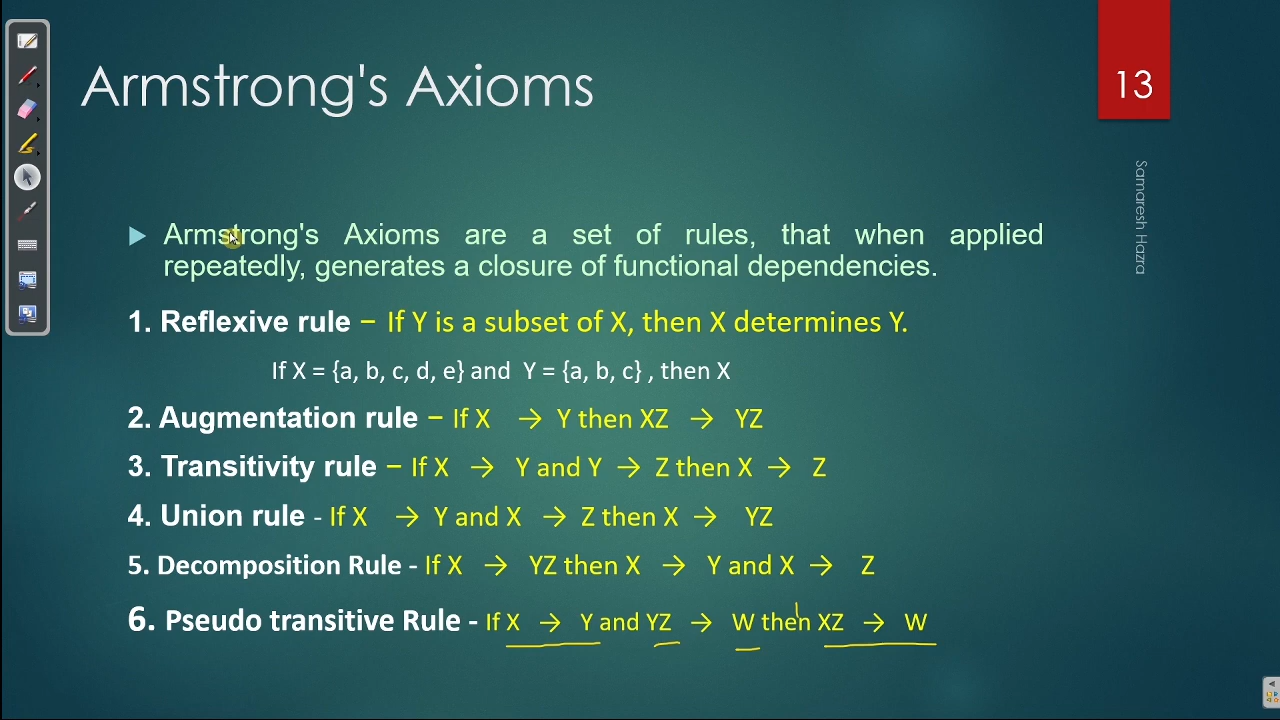 Armstrong's Axioms
13
Samaresh Hazra
Armstrong's Axioms are a set of rules, that when applied
repeatedly, generates a closure of functional dependencies.
1. Reflexive rule – If Y is a subset of X, then X determines Y.
If X = {a, b, c, d, e} and Y = {a, b, c} , then X
2. Augmentation rule – If X → Y then XZ → YZ
3. Transitivity rule – If X → Y and Y → Z then X → Z
4. Union rule - If X → Y and X → Z then X → YZ
5. Decomposition Rule - If X → YZ then X → Y and X → Z
6. Pseudo transitive Rule - If X → Y and YZ → W then XZ → W